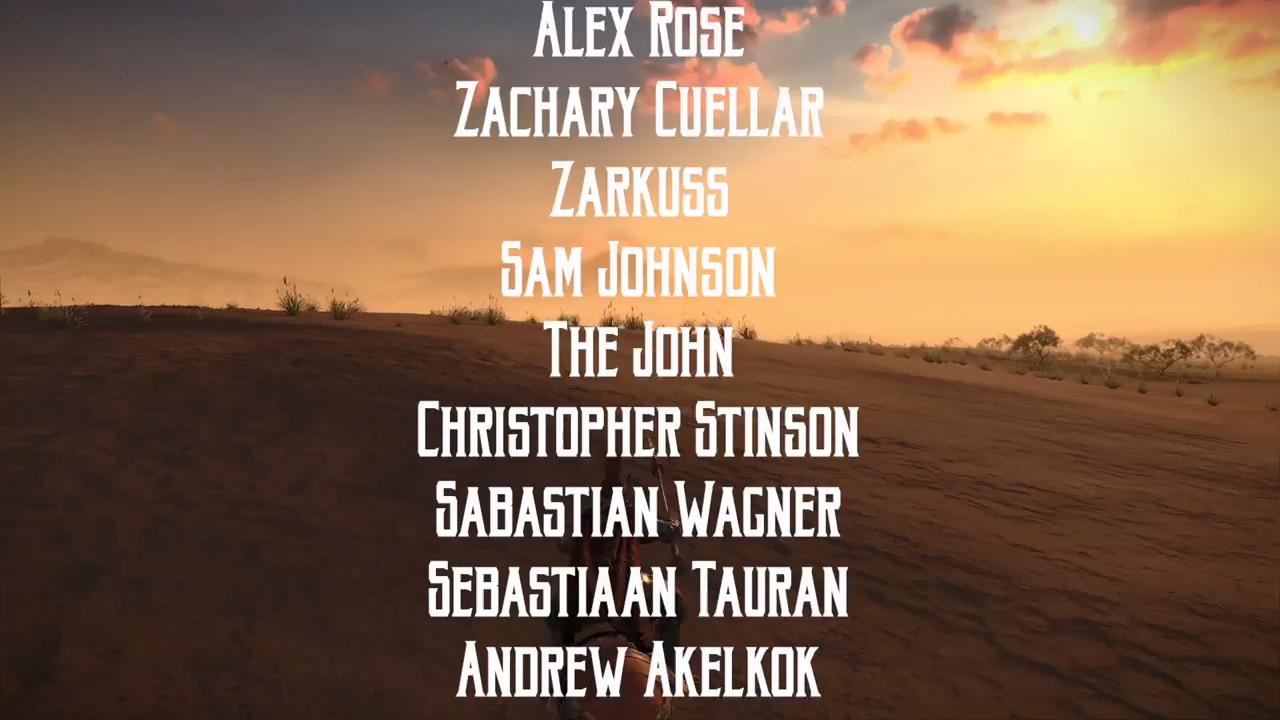 Alex Rose
Zachary Cuellar
Zarkuss
Sam Johnson
The John
Christopher Stinson
Sabastian Wagner
Sebastiaan Tauran
Andrew Akelkok